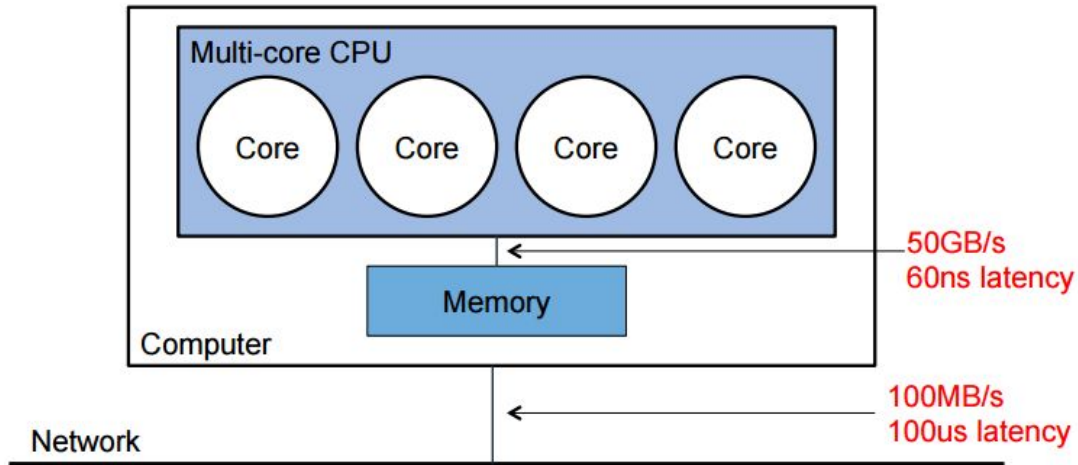 Multi-core CPU
Core
Core
Core
Core
50GB/s
60ns latency
Memory
Computer
100MB/s
100us latency
Network